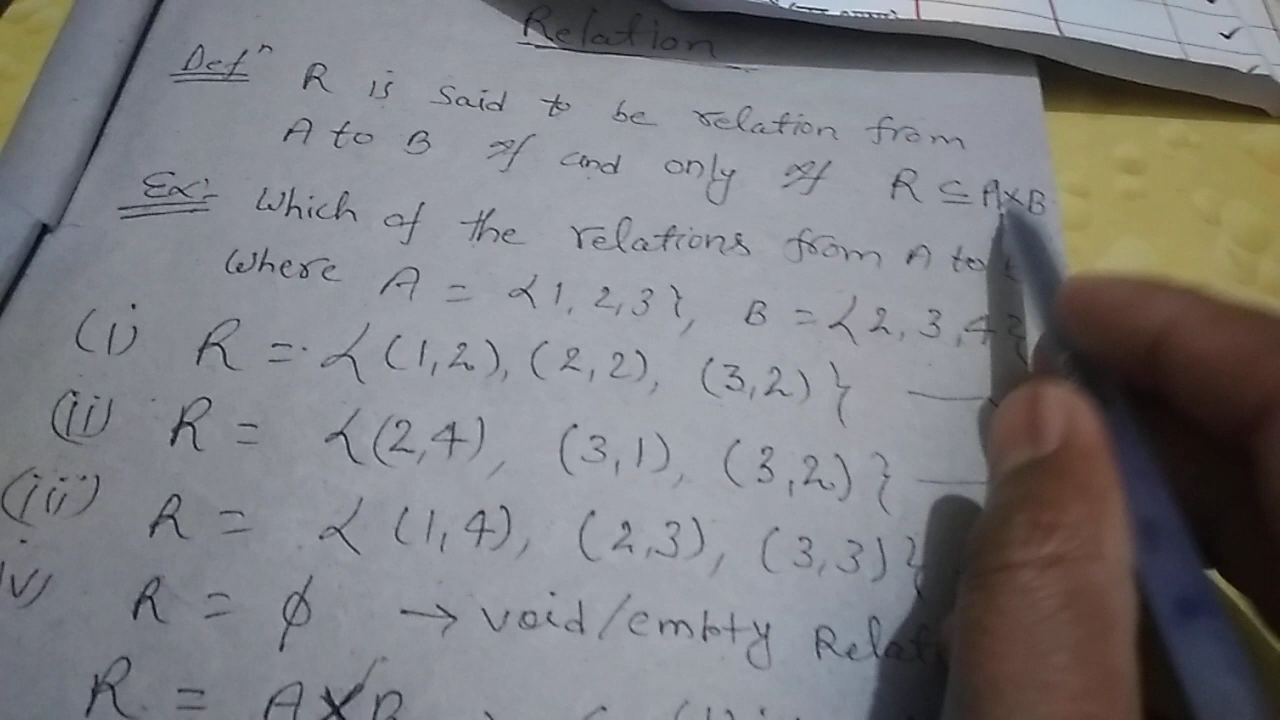 Relation
Defn R is said to be relation from
A to B if and only if R ⊆ A×B
Ex:- Which of the relations from A to
where A = {1,2,3}, B = {2,3,4}
(i) R = {(1,2), (2,2), (3,2)}
(ii) R = {(2,4), (3,1), (3,2)}
(iii) R = {(1,4), (2,3), (3,3)}
iv) R = ϕ → void/empty Relat
R = A×B